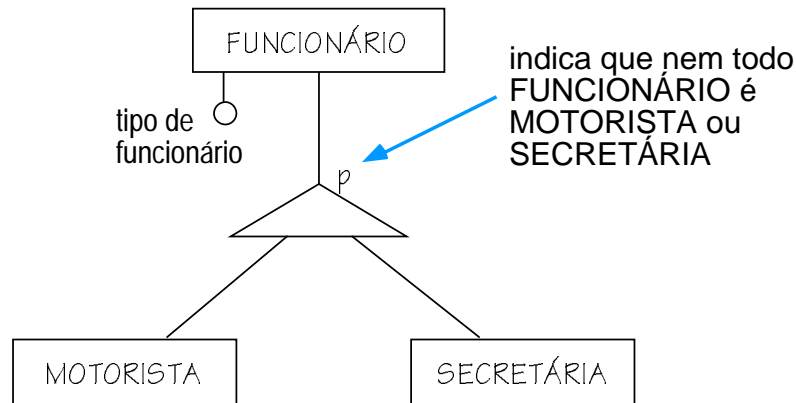 FUNCIONÁRIO
indica que nem todo
FUNCIONÁRIO é
MOTORISTA ou
SECRETÁRIA
tipo de
funcionário
p
MOTORISTA
SECRETÁRIA